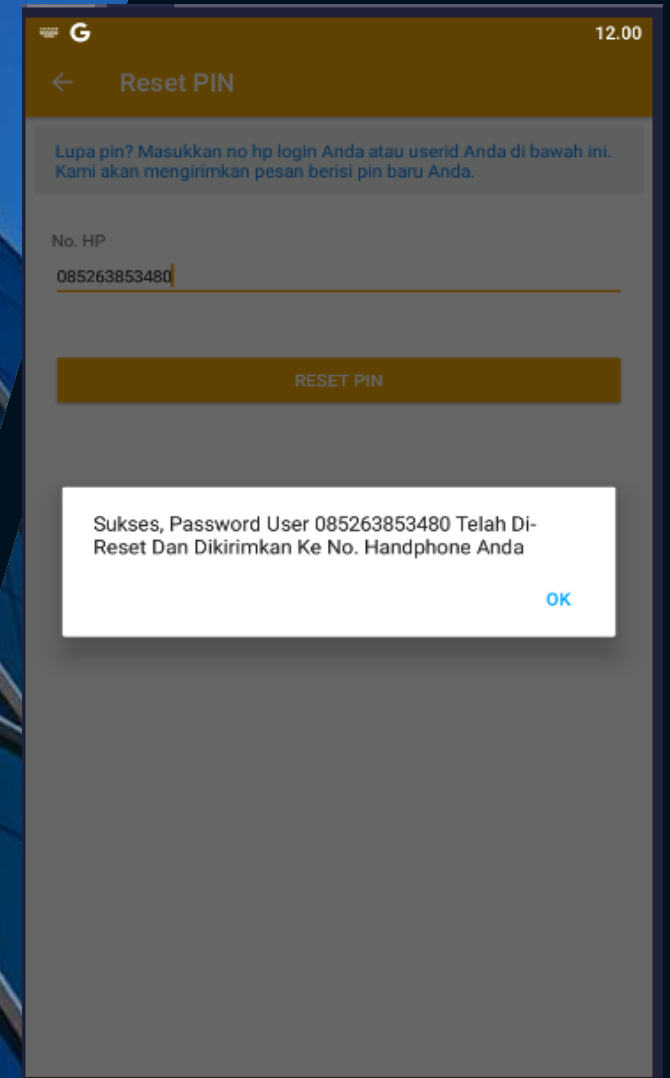 G 12.00
Reset PIN
Lupa pin? Masukkan no hp login Anda atau userid Anda di bawah ini.
Kami akan mengirimkan pesan berisi pin baru Anda.
No. HP
085263853480
RESET PIN
Sukses, Password User 085263853480 Telah Di-
Reset Dan Dikirimkan Ke No. Handphone Anda
OK